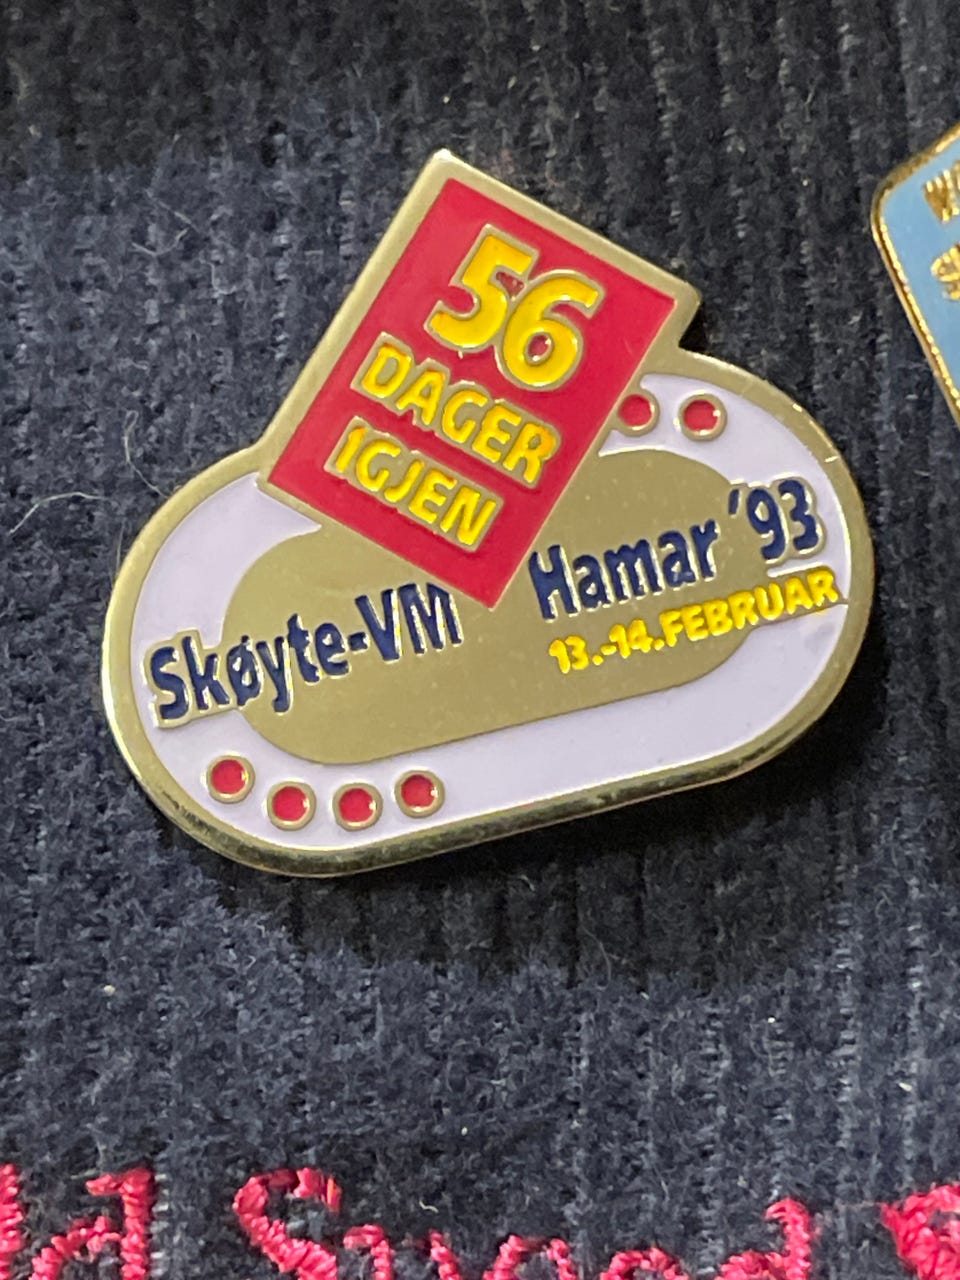 56
DAGER
IGJEN
Skøyte-VM Hamar '93
13.-14.FEBRUAR